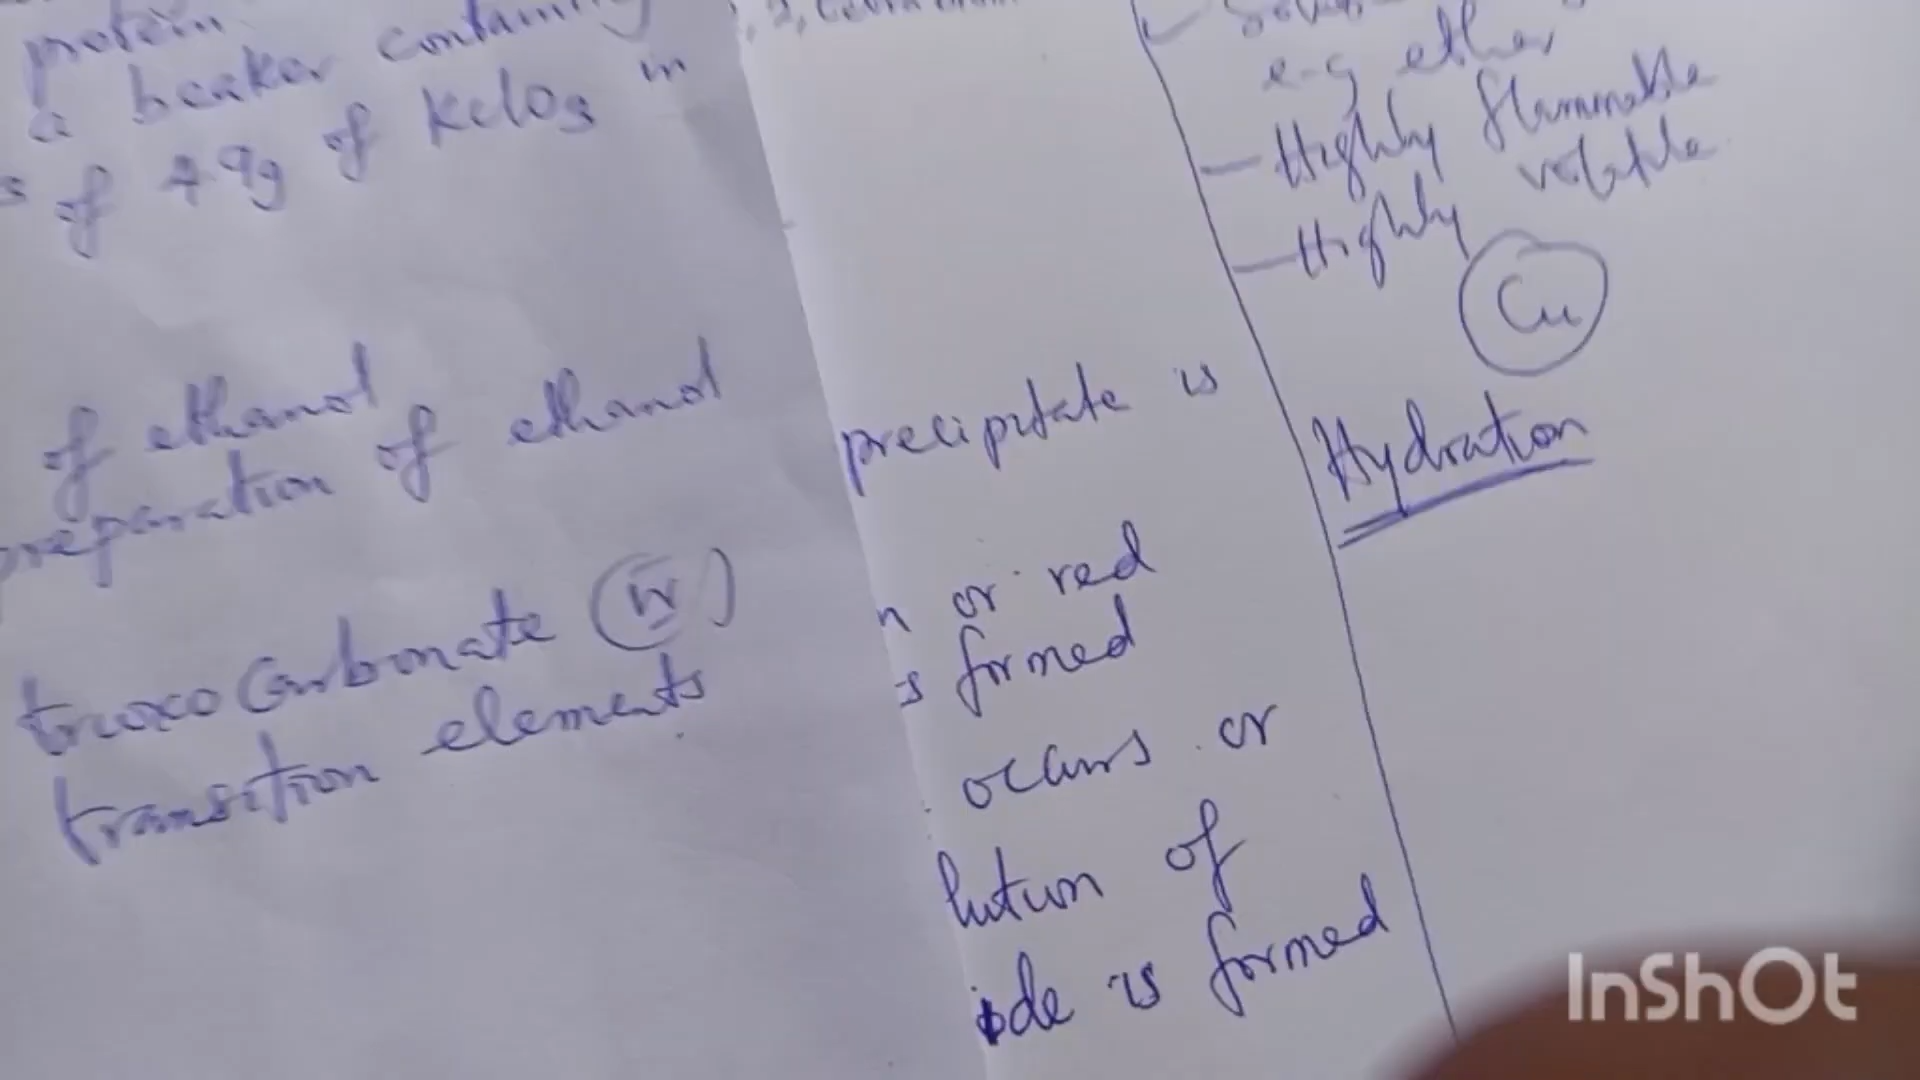 protein
a beaker containing
s of 4.9g of KClO3 in
of ethanol
preparation of ethanol
trioxocarbonate (IV)
transition elements
precipitate is
n or red
s formed
occurs or
lution of
ide is formed
e.g ether
- Highly flammable
- Highly volatile
Cu
Hydration
InShOt